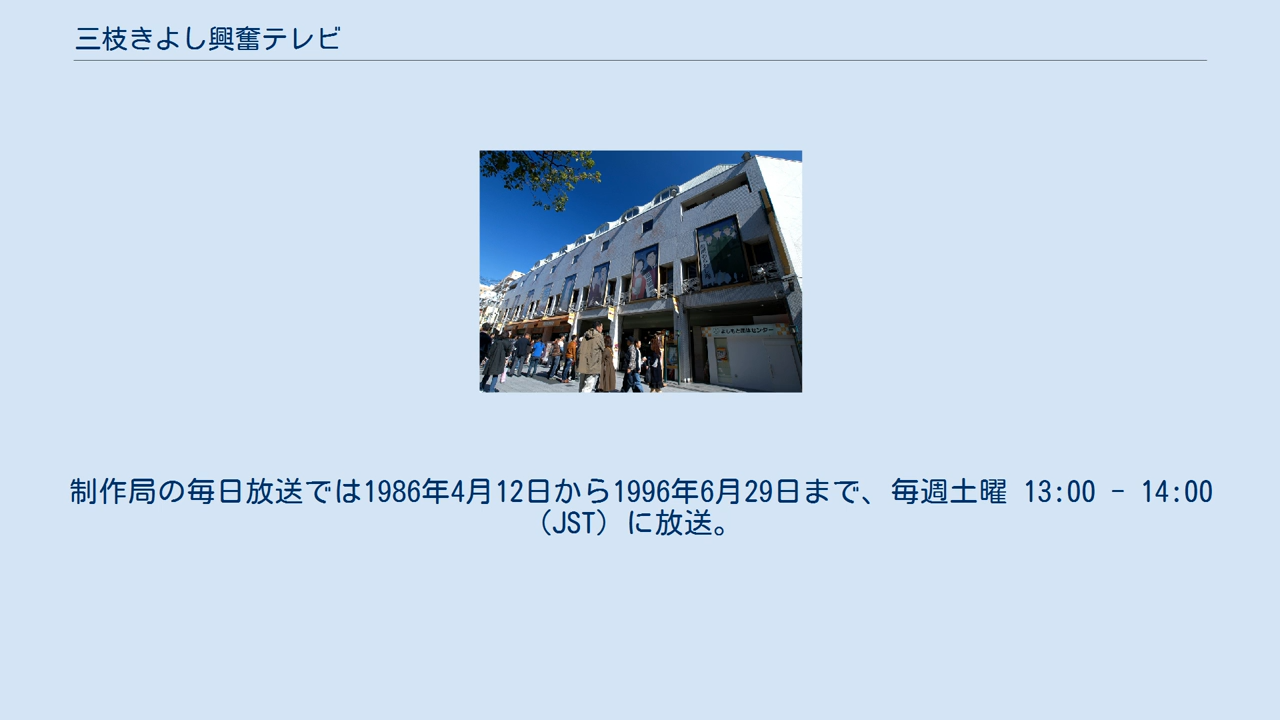 三枝きよし興奮テレビ
制作局の毎日放送では1986年4月12日から1996年6月29日まで、毎週土曜 13:00 - 14:00
（JST）に放送。